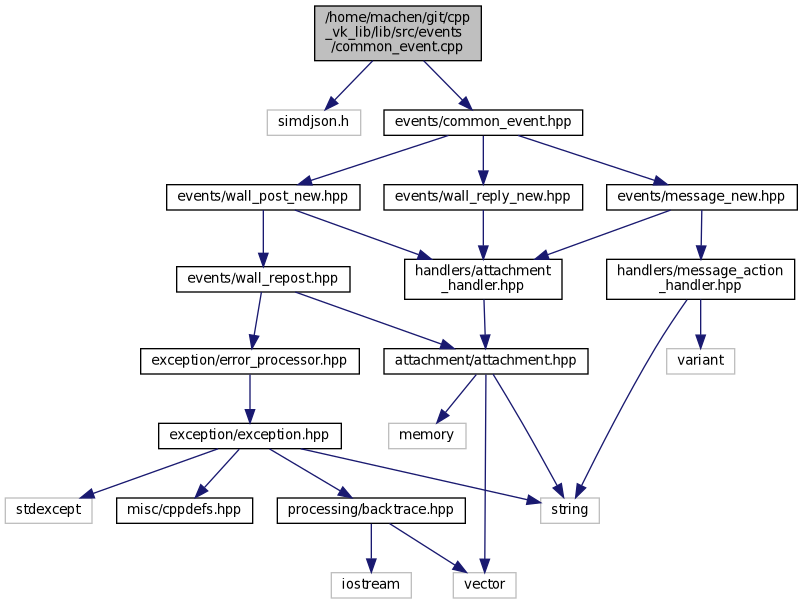 /home/machen/git/cpp
_vk_lib/lib/src/events
/common_event.cpp
simdjson.h
events/common_event.hpp
events/wall_post_new.hpp
events/wall_reply_new.hpp
events/message_new.hpp
events/wall_repost.hpp
handlers/attachment
_handler.hpp
handlers/message_action
_handler.hpp
exception/error_processor.hpp
attachment/attachment.hpp
variant
exception/exception.hpp
memory
stdexcept
misc/cppdefs.hpp
processing/backtrace.hpp
string
iostream
vector